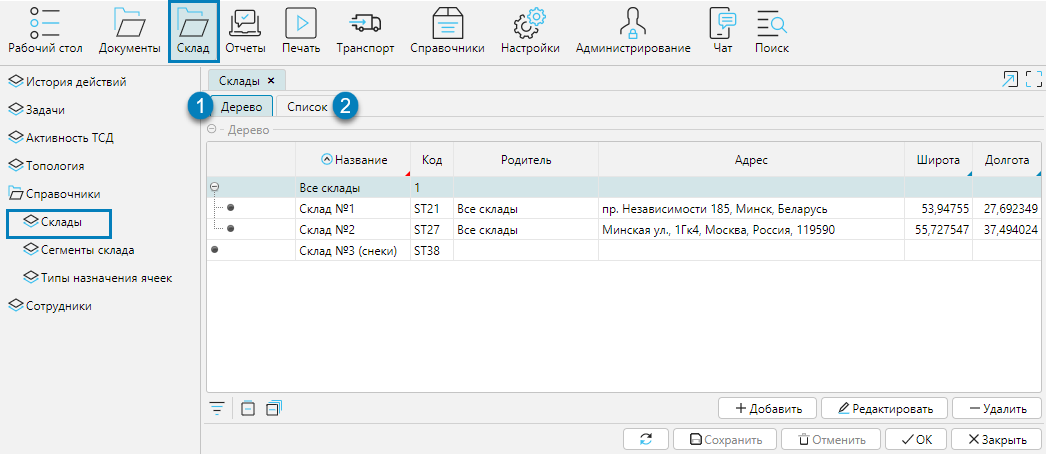 Рабочий стол Документы Склад Отчеты Печать Транспорт Справочники Настройки Администрирование Чат Поиск
История действий
Задачи
Активность ТСД
Топология
Справочники
Склады
Сегменты склада
Типы назначения ячеек
Сотрудники
Склады ×
1 Дерево Список 2
Дерево
Название Код Родитель Адрес Широта Долгота
Все склады 1
Склад №1 ST21 Все склады пр. Независимости 185, Минск, Беларусь 53,94755 27,692349
Склад №2 ST27 Все склады Минская ул., 1Гк4, Москва, Россия, 119590 55,727547 37,494024
Склад №3 (снеки) ST38
Добавить Редактировать Удалить
Сохранить Отменить OK Закрыть